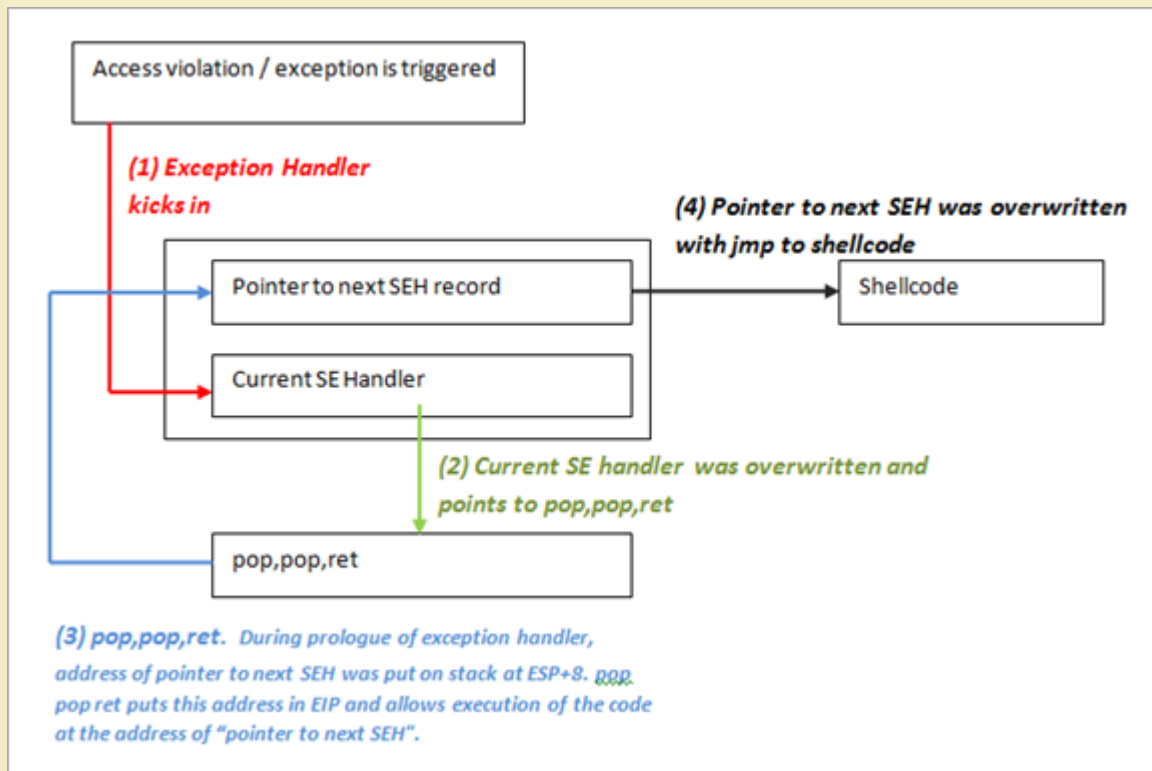 Access violation / exception is triggered
(1) Exception Handler
kicks in
(4) Pointer to next SEH was overwritten
with jmp to shellcode
Pointer to next SEH record
Shellcode
Current SE Handler
(2) Current SE handler was overwritten and
points to pop,pop,ret
pop,pop,ret
(3) pop,pop,ret. During prologue of exception handler,
address of pointer to next SEH was put on stack at ESP+8. pop
pop ret puts this address in EIP and allows execution of the code
at the address of “pointer to next SEH".